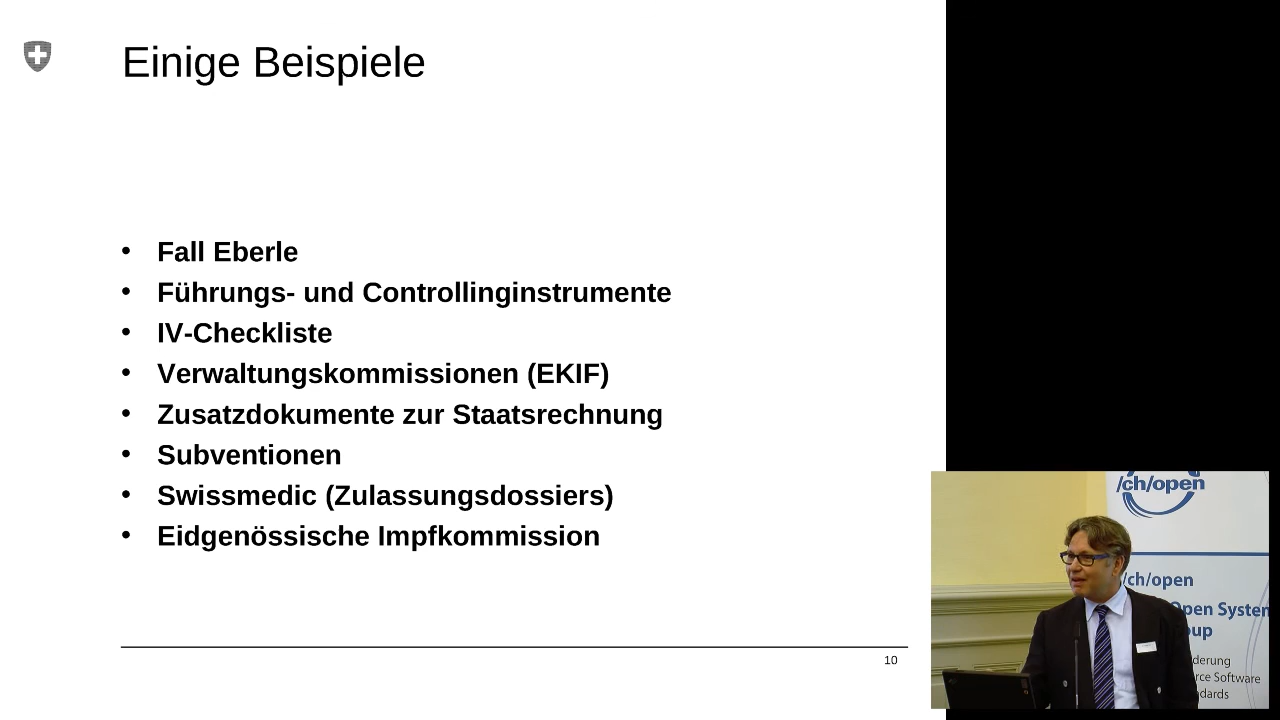 Einige Beispiele
• Fall Eberle
• Führungs- und Controllinginstrumente
• IV-Checkliste
• Verwaltungskommissionen (EKIF)
• Zusatzdokumente zur Staatsrechnung
• Subventionen
• Swissmedic (Zulassungsdossiers)
• Eidgenössische Impfkommission
10
/ch/open
/ch/open
Open System
oup
derung
rce Software
ndards